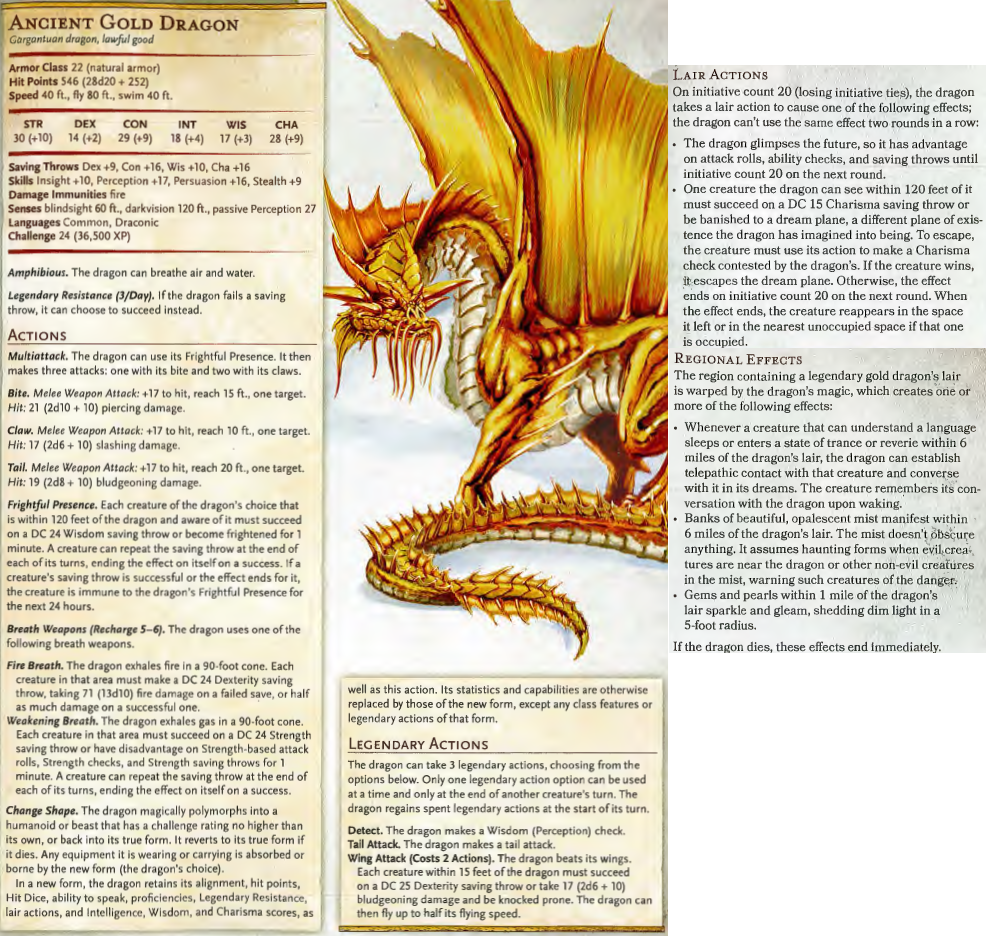 ANCIENT GOLD DRAGON
Gargantuan dragon, lawful good
Armor Class 22 (natural armor)
Hit Points 546 (28d20 + 252)
Speed 40 ft., fly 80 ft., swim 40 ft.
STR DEX CON INT WIS CHA
30 (+10) 14 (+2) 29 (+9) 18 (+4) 17 (+3) 28 (+9)
Saving Throws Dex +9, Con +16, Wis +10, Cha +16
Skills Insight +10, Perception +17, Persuasion +16, Stealth +9
Damage Immunities fire
Senses blindsight 60 ft., darkvision 120 ft., passive Perception 27
Languages Common, Draconic
Challenge 24 (36,500 XP)
Amphibious. The dragon can breathe air and water.
Legendary Resistance (3/Day). If the dragon fails a saving
throw, it can choose to succeed instead.
ACTIONS
Multiattack. The dragon can use its Frightful Presence. It then
makes three attacks: one with its bite and two with its claws.
Bite. Melee Weapon Attack: +17 to hit, reach 15 ft., one target.
Hit: 21 (2d10 + 10) piercing damage.
Claw. Melee Weapon Attack: +17 to hit, reach 10 ft., one target.
Hit: 17 (2d6 + 10) slashing damage.
Tail. Melee Weapon Attack: +17 to hit, reach 20 ft., one target.
Hit: 19 (2d8 + 10) bludgeoning damage.
Frightful Presence. Each creature of the dragon's choice that
is within 120 feet of the dragon and aware of it must succeed
on a DC 24 Wisdom saving throw or become frightened for 1
minute. A creature can repeat the saving throw at the end of
each of its turns, ending the effect on itself on a success. If a
creature's saving throw is successful or the effect ends for it,
the creature is immune to the dragon's Frightful Presence for
the next 24 hours.
Breath Weapons (Recharge 5–6). The dragon uses one of the
following breath weapons.
Fire Breath. The dragon exhales fire in a 90-foot cone. Each
creature in that area must make a DC 24 Dexterity saving
throw, taking 71 (13d10) fire damage on a failed save, or half
as much damage on a successful one.
Weakening Breath. The dragon exhales gas in a 90-foot cone.
Each creature in that area must succeed on a DC 24 Strength
saving throw or have disadvantage on Strength-based attack
rolls, Strength checks, and Strength saving throws for 1
minute. A creature can repeat the saving throw at the end of
each of its turns, ending the effect on itself on a success.
Change Shape. The dragon magically polymorphs into a
humanoid or beast that has a challenge rating no higher than
its own, or back into its true form. It reverts to its true form if
it dies. Any equipment it is wearing or carrying is absorbed or
borne by the new form (the dragon's choice).
In a new form, the dragon retains its alignment, hit points,
Hit Dice, ability to speak, proficiencies, Legendary Resistance,
lair actions, and Intelligence, Wisdom, and Charisma scores, as
well as this action. Its statistics and capabilities are otherwise
replaced by those of the new form, except any class features or
legendary actions of that form.
LEGENDARY ACTIONS
The dragon can take 3 legendary actions, choosing from the
options below. Only one legendary action option can be used
at a time and only at the end of another creature's turn. The
dragon regains spent legendary actions at the start of its turn.
Detect. The dragon makes a Wisdom (Perception) check.
Tail Attack. The dragon makes a tail attack.
Wing Attack (Costs 2 Actions). The dragon beats its wings.
Each creature within 15 feet of the dragon must succeed
on a DC 25 Dexterity saving throw or take 17 (2d6 + 10)
bludgeoning damage and be knocked prone. The dragon can
then fly up to half its flying speed.
LAIR ACTIONS
On initiative count 20 (losing initiative ties), the dragon
takes a lair action to cause one of the following effects;
the dragon can't use the same effect two rounds in a row:
• The dragon glimpses the future, so it has advantage
on attack rolls, ability checks, and saving throws until
initiative count 20 on the next round.
• One creature the dragon can see within 120 feet of it
must succeed on a DC 15 Charisma saving throw or
be banished to a dream plane, a different plane of exis-
tence the dragon has imagined into being. To escape,
the creature must use its action to make a Charisma
check contested by the dragon's. If the creature wins,
it escapes the dream plane. Otherwise, the effect
ends on initiative count 20 on the next round. When
the effect ends, the creature reappears in the space
it left or in the nearest unoccupied space if that one
is occupied.
REGIONAL EFFECTS
The region containing a legendary gold dragon's lair
is warped by the dragon's magic, which creates one or
more of the following effects:
• Whenever a creature that can understand a language
sleeps or enters a state of trance or reverie within 6
miles of the dragon's lair, the dragon can establish
telepathic contact with that creature and converse
with it in its dreams. The creature remembers its con-
versation with the dragon upon waking.
• Banks of beautiful, opalescent mist manifest within
6 miles of the dragon's lair. The mist doesn't obscure
anything. It assumes haunting forms when evil crea-
tures are near the dragon or other non-evil creatures
in the mist, warning such creatures of the danger.
• Gems and pearls within 1 mile of the dragon's
lair sparkle and gleam, shedding dim light in a
5-foot radius.
If the dragon dies, these effects end immediately.